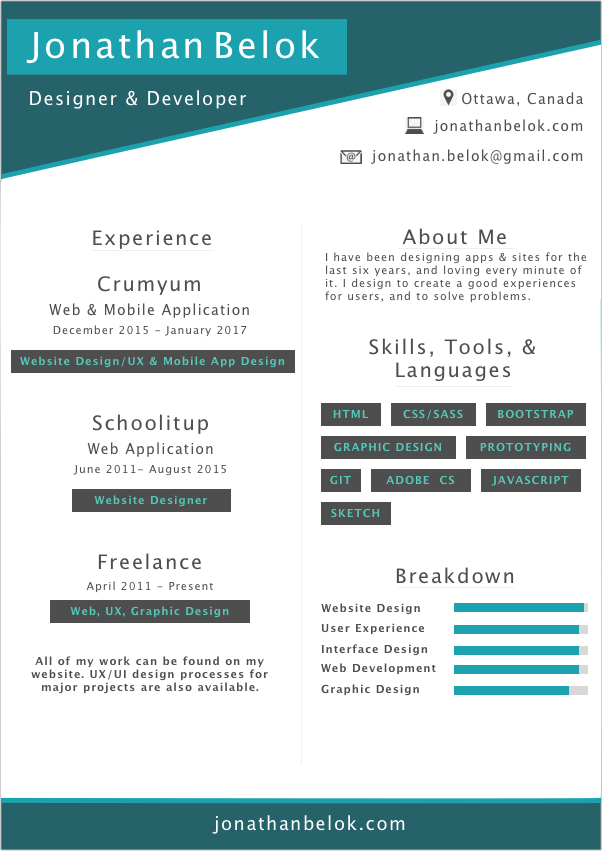 Jonathan Belok
Designer & Developer
Ottawa, Canada
jonathanbelok.com
jonathan.belok@gmail.com
Experience
Crumyum
Web & Mobile Application
December 2015 – January 2017
Website Design/UX & Mobile App Design
Schoolitup
Web Application
June 2011– August 2015
Website Designer
Freelance
April 2011 – Present
Web, UX, Graphic Design
All of my work can be found on my
website. UX/UI design processes for
major projects are also available.
About Me
I have been designing apps & sites for the
last six years, and loving every minute of
it. I design to create a good experiences
for users, and to solve problems.
Skills, Tools, &
Languages
HTML CSS/SASS BOOTSTRAP
GRAPHIC DESIGN PROTOTYPING
GIT ADOBE CS JAVASCRIPT
SKETCH
Breakdown
Website Design
User Experience
Interface Design
Web Development
Graphic Design
jonathanbelok.com